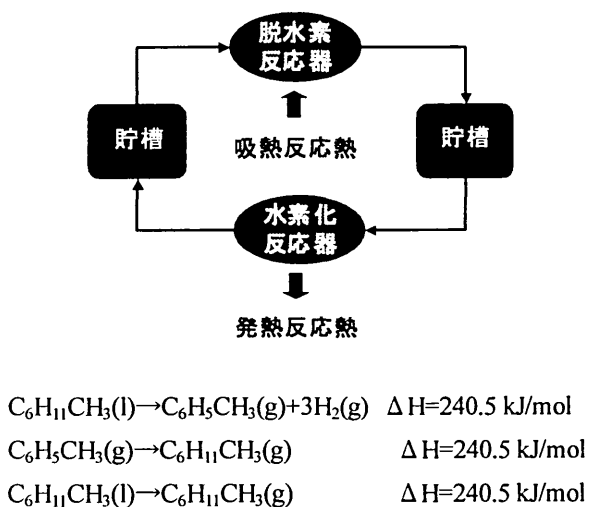 脱水素
反応器
貯槽
吸熱反応熱
貯槽
水素化
反応器
発熱反応熱
C₆H₁₁CH₃(l)→C₆H₅CH₃(g)+3H₂(g) ΔH=240.5 kJ/mol
C₆H₅CH₃(g)→C₆H₁₁CH₃(g) ΔH=240.5 kJ/mol
C₆H₁₁CH₃(l)→C₆H₁₁CH₃(g) ΔH=240.5 kJ/mol